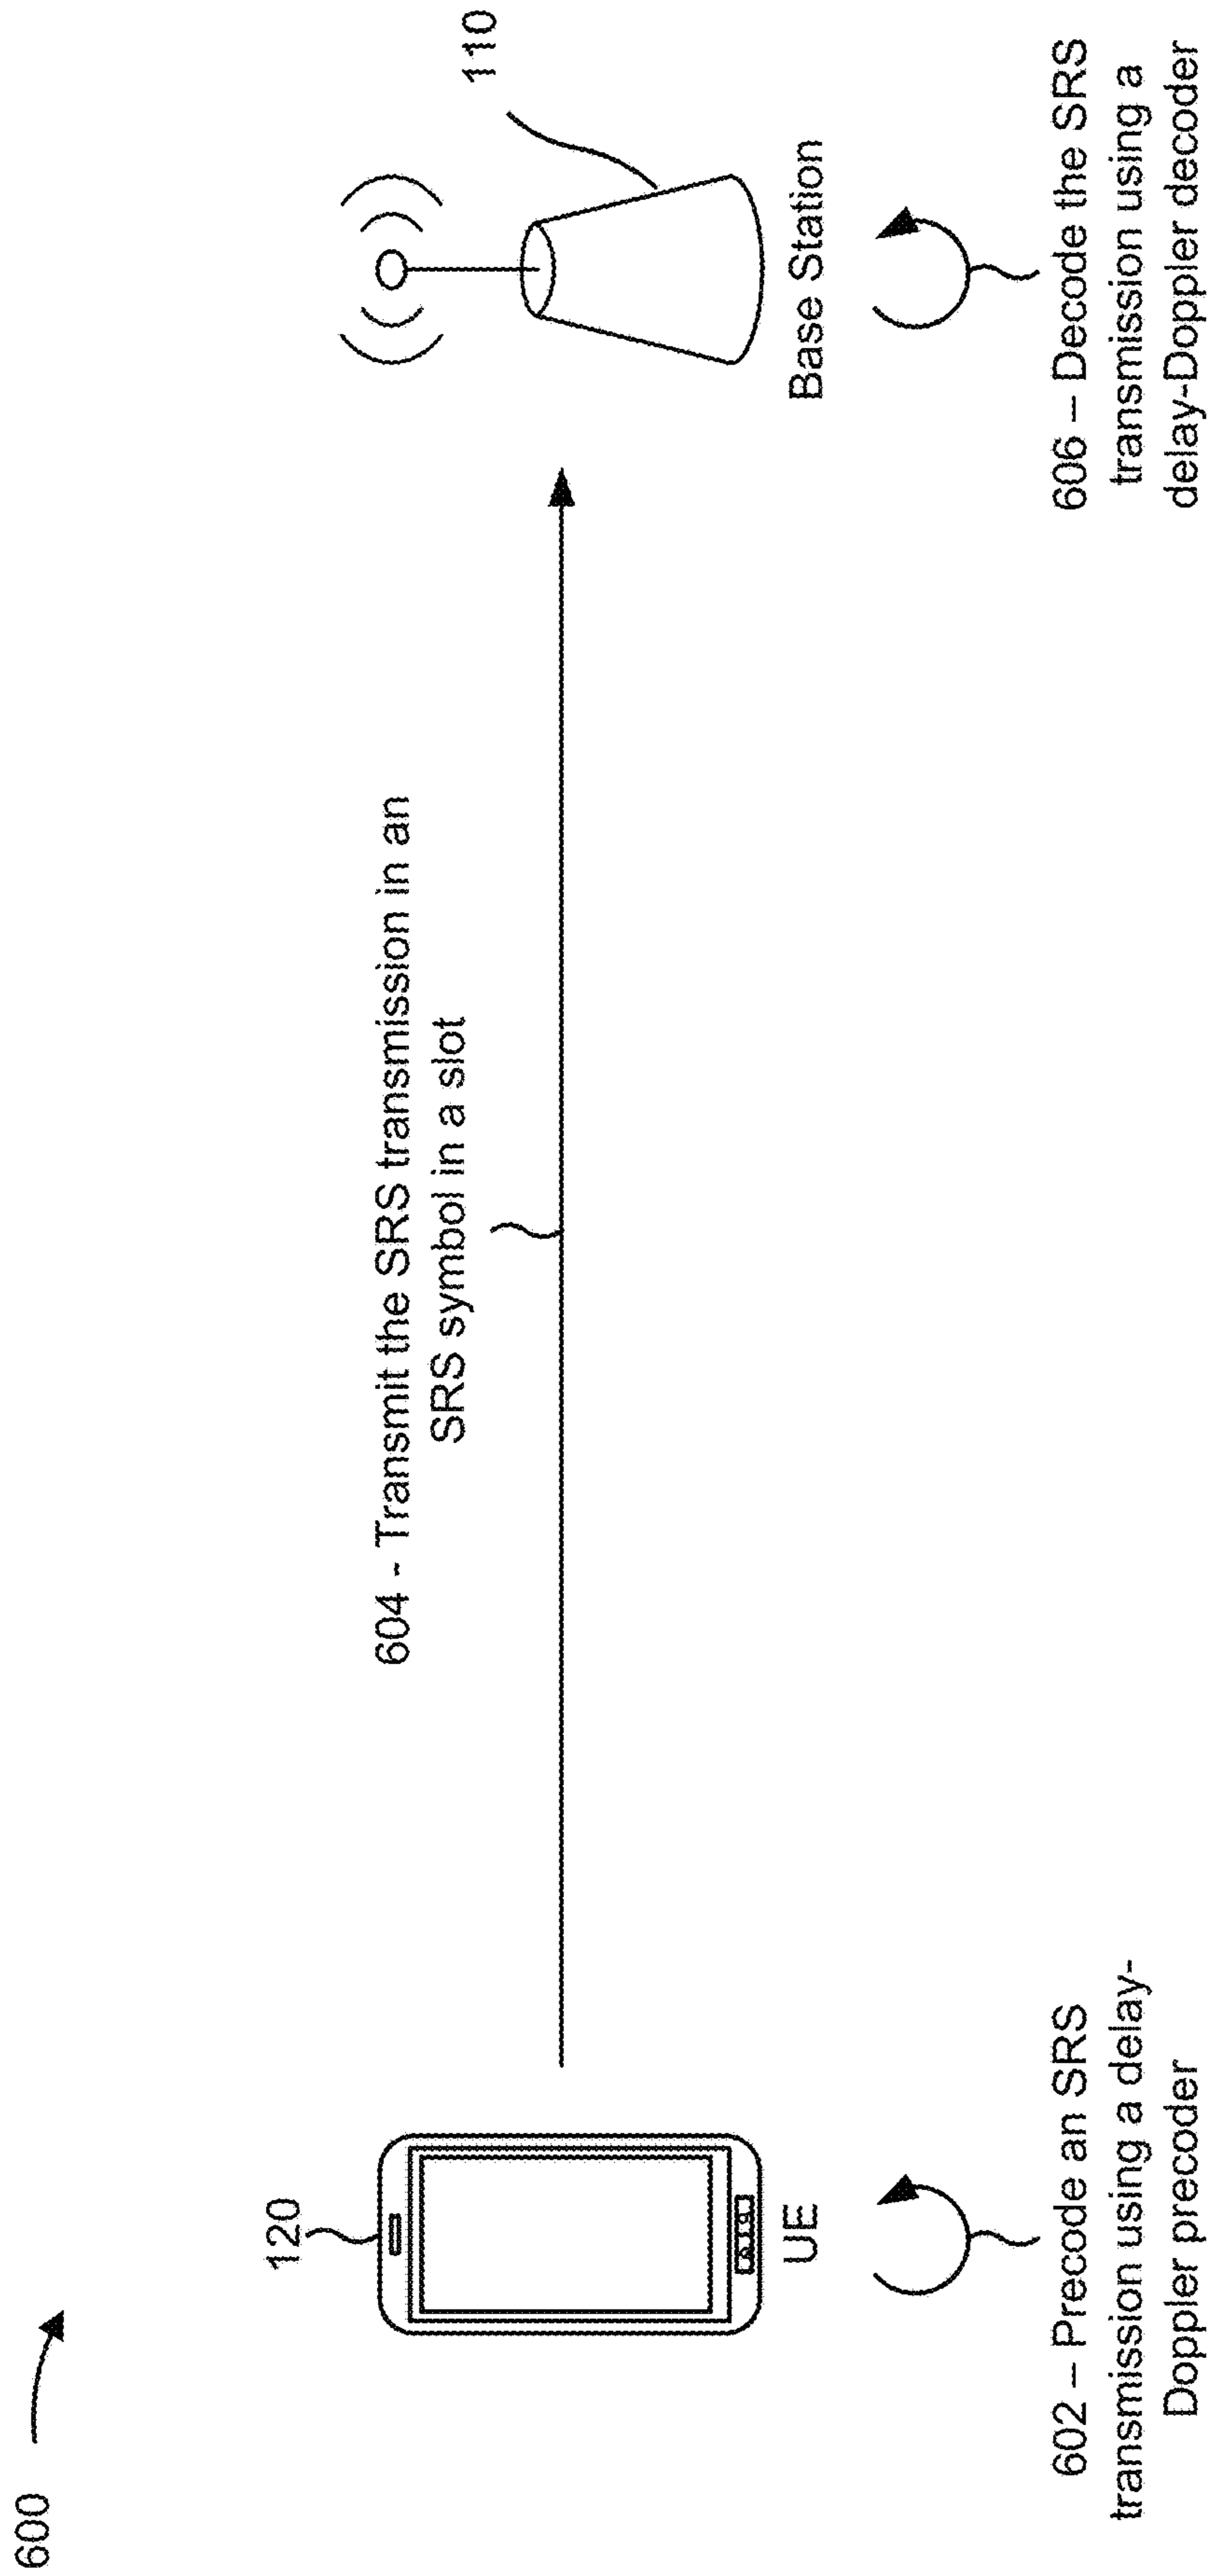 600
120
UE
602 – Precode an SRS
transmission using a delay-
Doppler precoder
604 - Transmit the SRS transmission in an
SRS symbol in a slot
110
Base Station
606 – Decode the SRS
transmission using a
delay-Doppler decoder